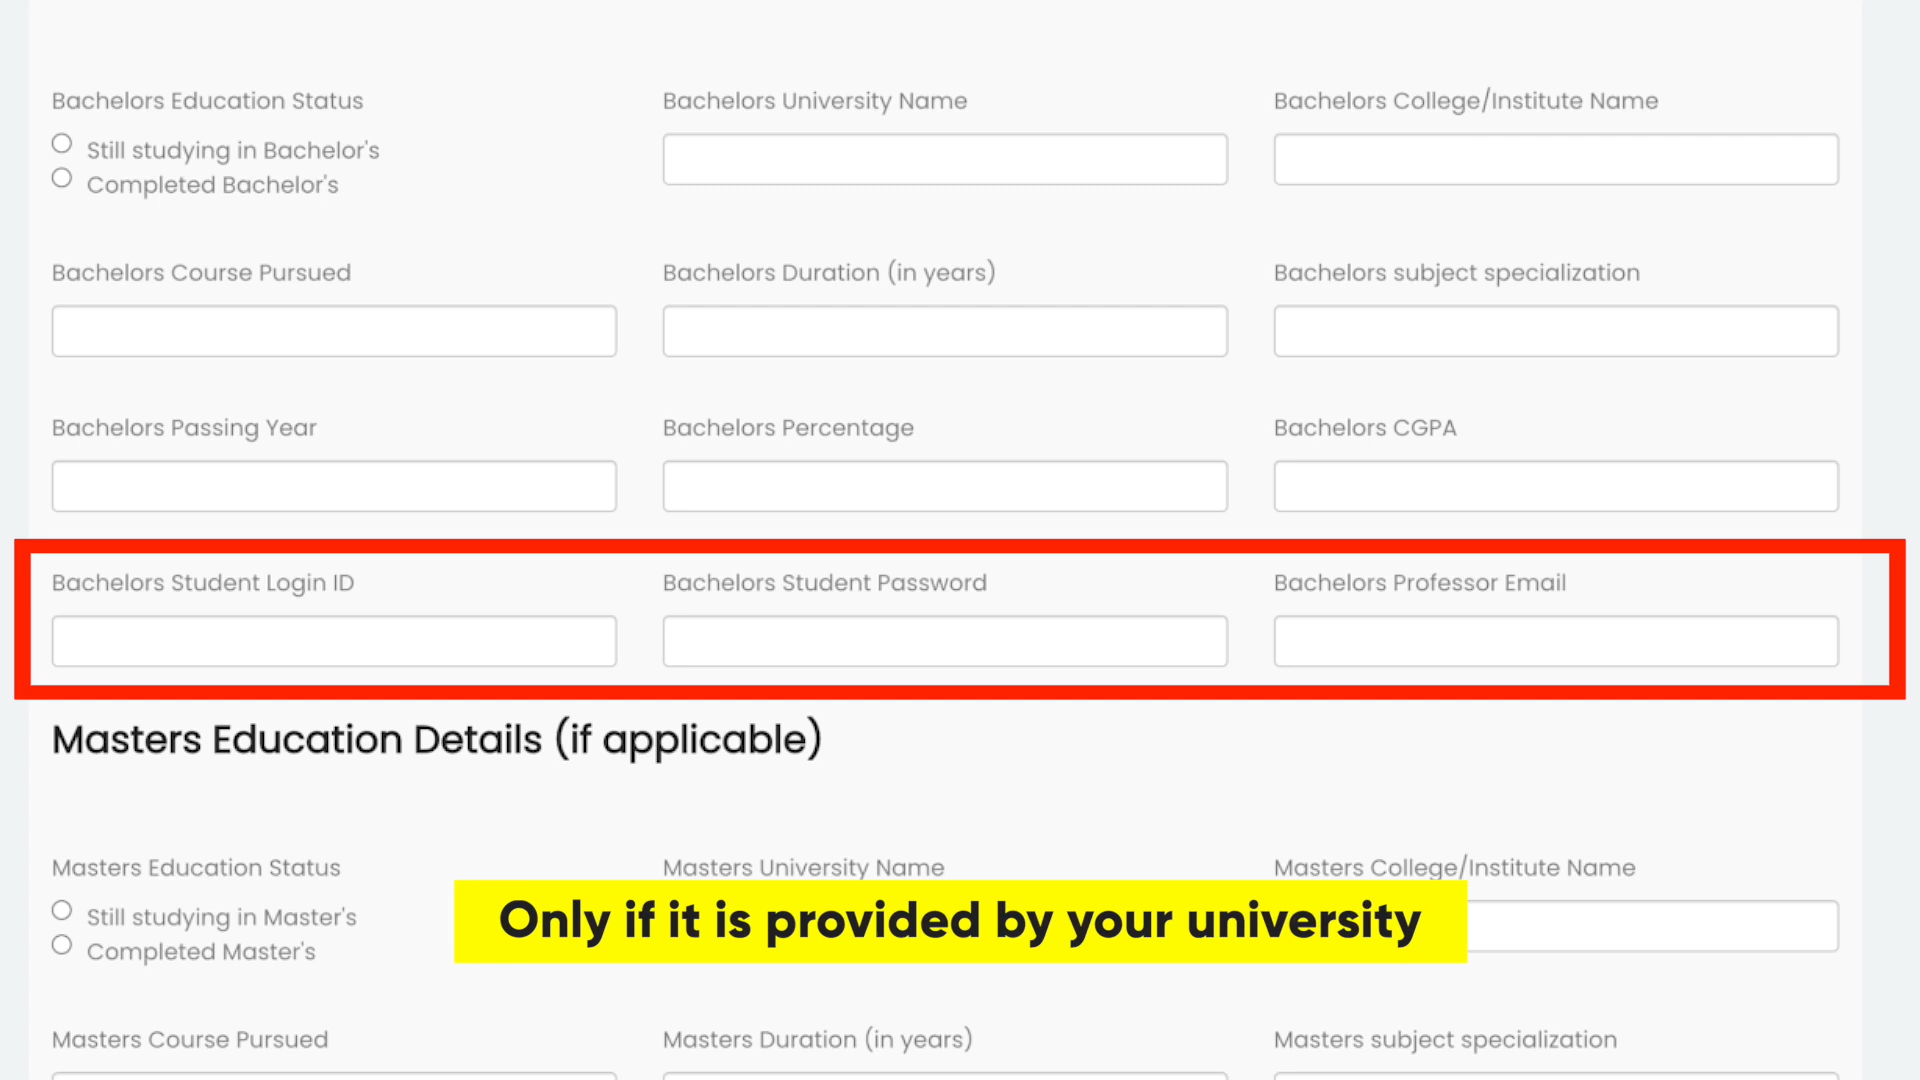 Bachelors Education Status
Bachelors University Name
Bachelors College/Institute Name
Still studying in Bachelor's
Completed Bachelor's
Bachelors Course Pursued
Bachelors Duration (in years)
Bachelors subject specialization
Bachelors Passing Year
Bachelors Percentage
Bachelors CGPA
Bachelors Student Login ID
Bachelors Student Password
Bachelors Professor Email
Masters Education Details (if applicable)
Masters Education Status
Masters University Name
Masters College/Institute Name
Still studying in Master's
Completed Master's
Only if it is provided by your university
Masters Course Pursued
Masters Duration (in years)
Masters subject specialization